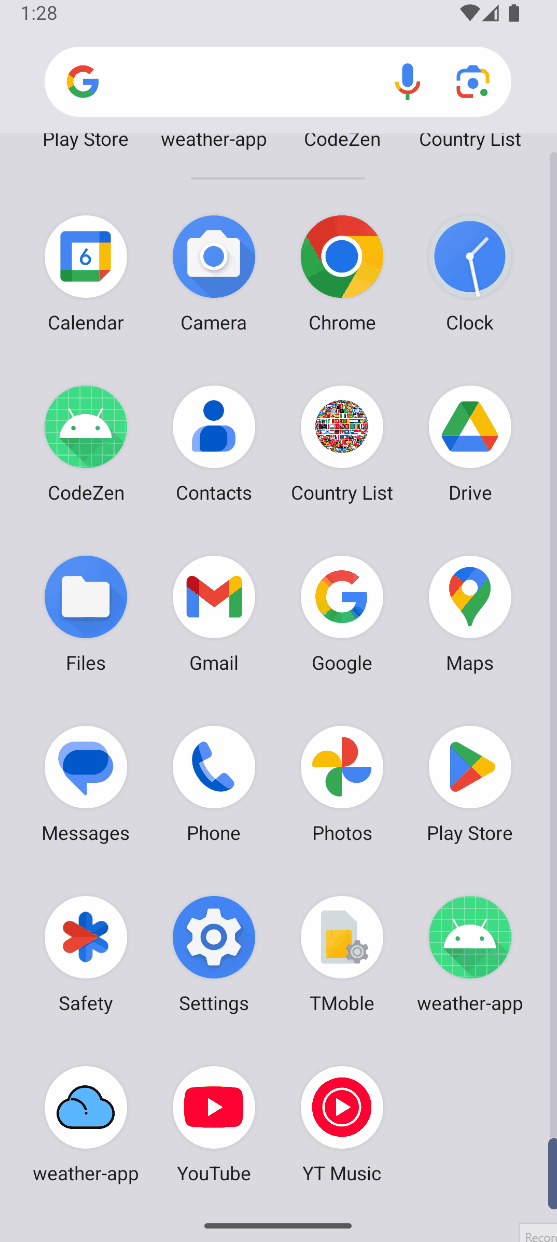 1:28
Play Store weather-app CodeZen Country List
6
Calendar Camera Chrome Clock
CodeZen Contacts Country List Drive
Files Gmail Google Maps
Messages Phone Photos Play Store
Safety Settings TMoble weather-app
weather-app YouTube YT Music
Recor